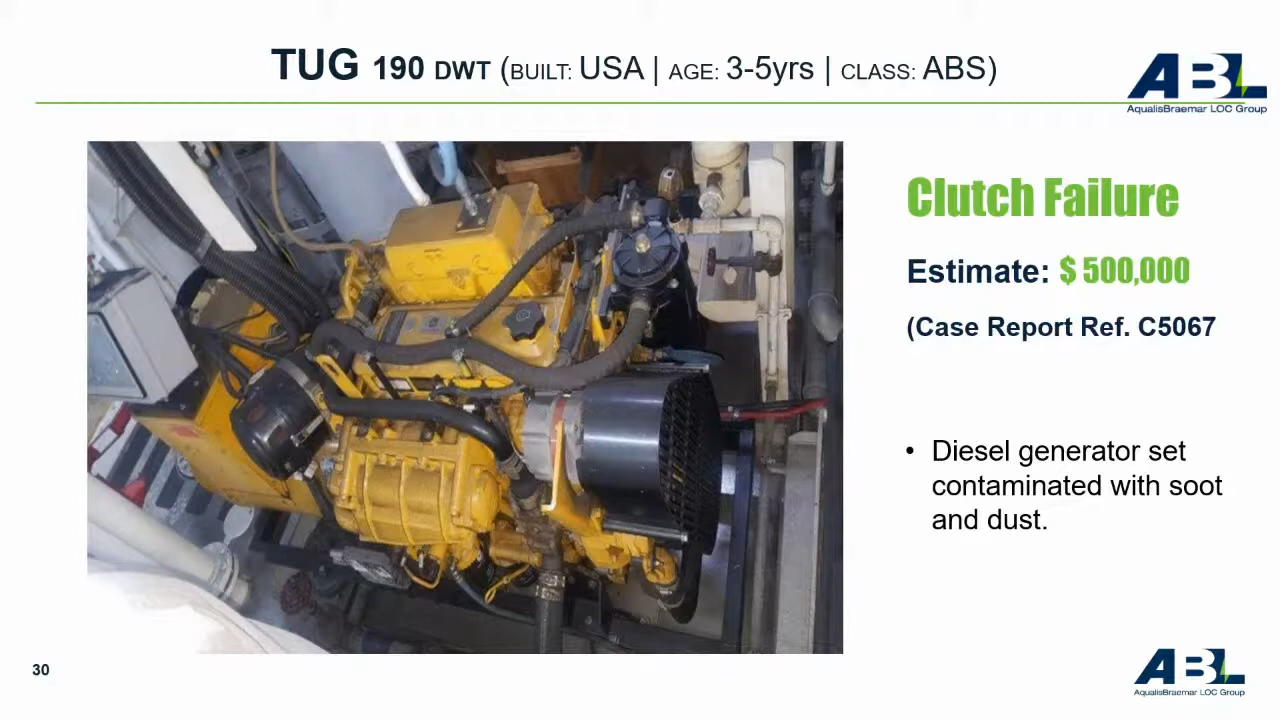 TUG 190 DWT (BUILT: USA | AGE: 3-5yrs | CLASS: ABS)
ABL
AqualisBraemar LOC Group
Clutch Failure
Estimate: $ 500,000
(Case Report Ref. C5067
• Diesel generator set
contaminated with soot
and dust.
30
ABL
AqualisBraemar LOC Group